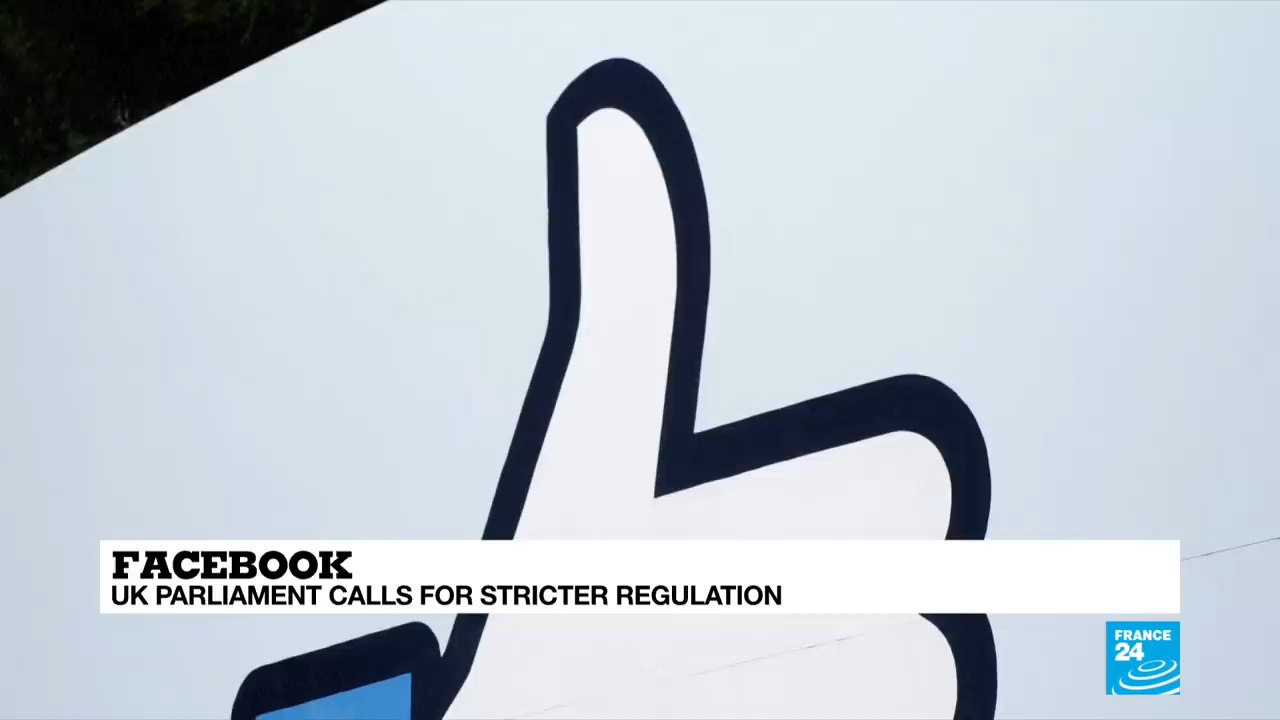 FACEBOOK
UK PARLIAMENT CALLS FOR STRICTER REGULATION
FRANCE
24